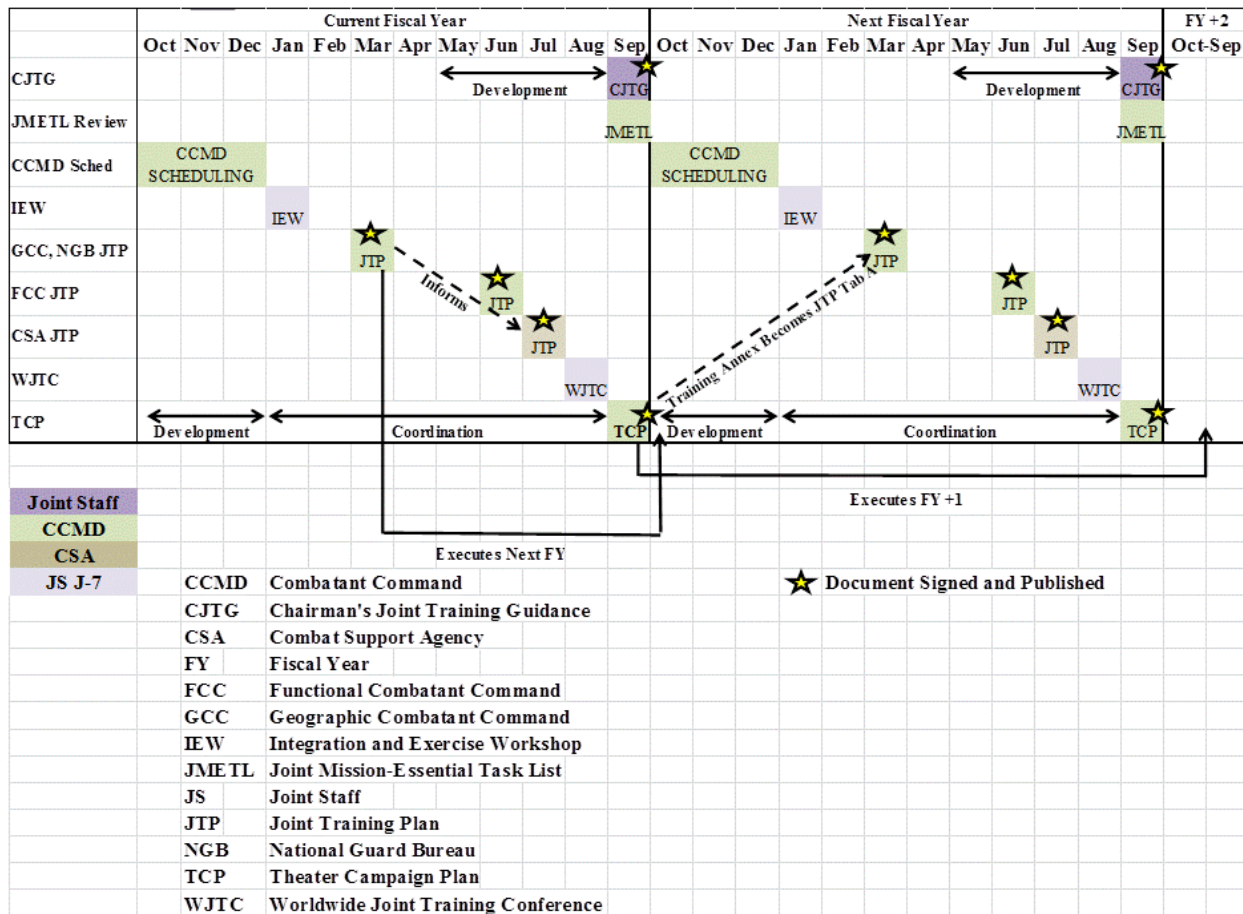 Current Fiscal Year Next Fiscal Year FY +2
Oct Nov Dec Jan Feb Mar Apr May Jun Jul Aug Sep Oct Nov Dec Jan Feb Mar Apr May Jun Jul Aug Sep Oct-Sep
CJTG Development CJTG Development CJTG
JMETL Review JMETL JMETL
CCMD Sched CCMD SCHEDULING CCMD SCHEDULING
IEW IEW IEW
GCC, NGB JTP JTP JTP
Informs
Training Annex Becomes JTP Tab A
FCC JTP JTP JTP
CSA JTP JTP JTP
WJTC WJTC WJTC
TCP Development Coordination TCP Development Coordination TCP
Joint Staff
Executes FY +1
CCMD
CSA
Executes Next FY
JS J-7
CCMD Combatant Command
Document Signed and Published
CJTG Chairman's Joint Training Guidance
CSA Combat Support Agency
FY Fiscal Year
FCC Functional Combatant Command
GCC Geographic Combatant Command
IEW Integration and Exercise Workshop
JMETL Joint Mission-Essential Task List
JS Joint Staff
JTP Joint Training Plan
NGB National Guard Bureau
TCP Theater Campaign Plan
WJTC Worldwide Joint Training Conference